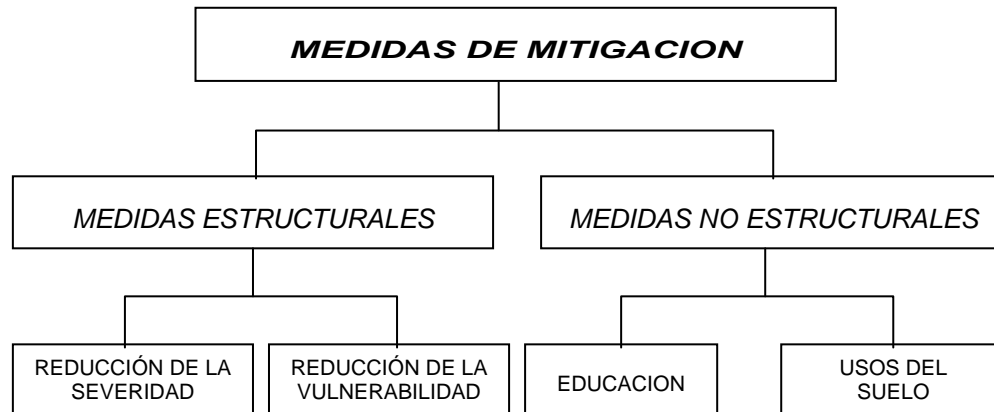 MEDIDAS DE MITIGACION
MEDIDAS ESTRUCTURALES
MEDIDAS NO ESTRUCTURALES
REDUCCIÓN DE LA
SEVERIDAD
REDUCCIÓN DE LA
VULNERABILIDAD
EDUCACION
USOS DEL
SUELO